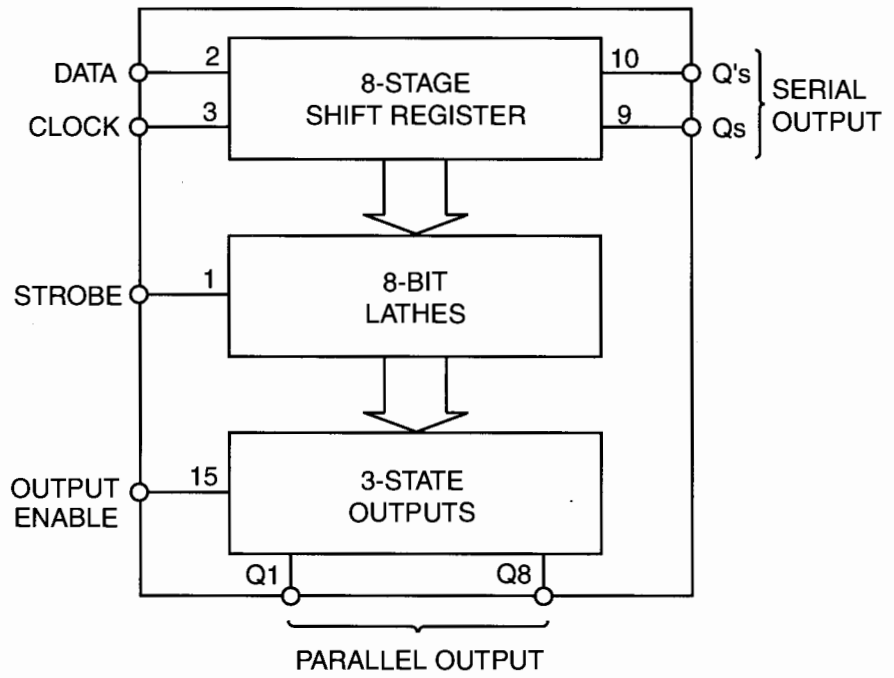 DATA
2
8-STAGE
SHIFT REGISTER
10
Q's
CLOCK
3
9
Qs
SERIAL
OUTPUT
STROBE
1
8-BIT
LATHES
OUTPUT
ENABLE
15
3-STATE
OUTPUTS
Q1
Q8
PARALLEL OUTPUT